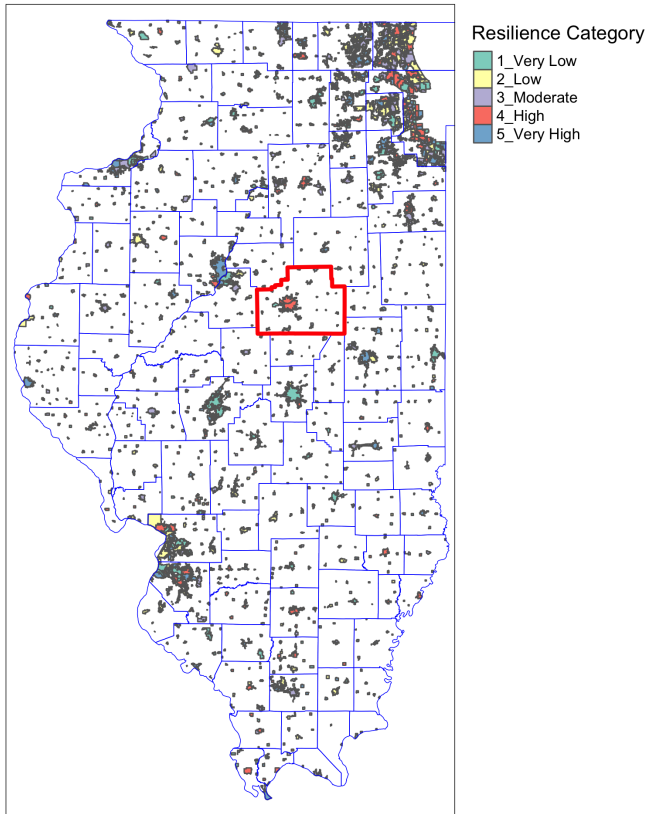 Resilience Category
1_Very Low
2_Low
3_Moderate
4_High
5_Very High